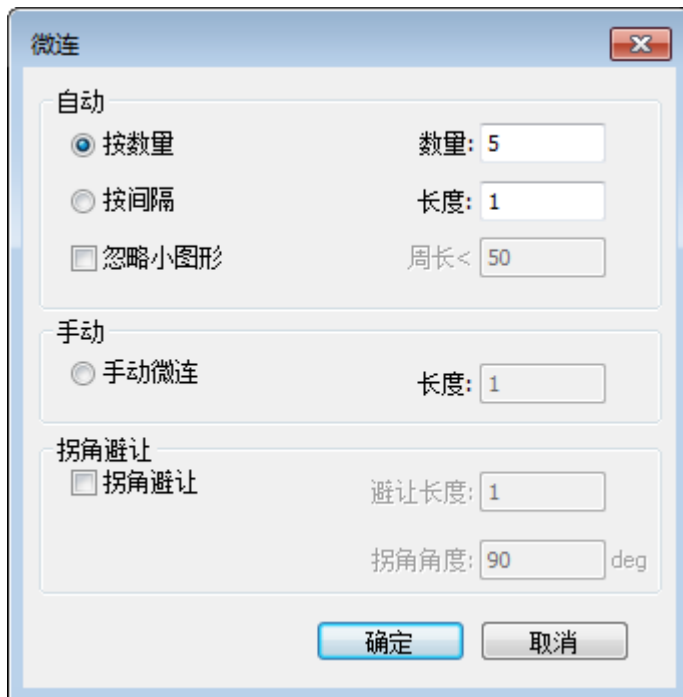 微连
自动
按数量 数量: 5
按间隔 长度: 1
忽略小图形 周长< 50
手动
手动微连 长度: 1
拐角避让
拐角避让 避让长度: 1
拐角角度: 90 deg
确定 取消